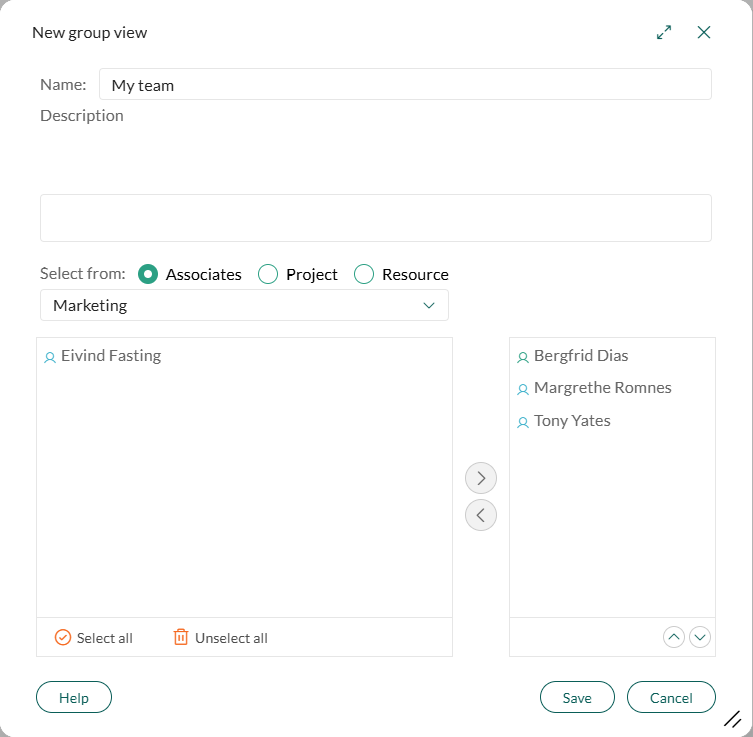 New group view
Name: My team
Description
Select from: Associates Project Resource
Marketing
Eivind Fasting
Bergfrid Dias
Margrethe Romnes
Tony Yates
Select all Unselect all
Help Save Cancel